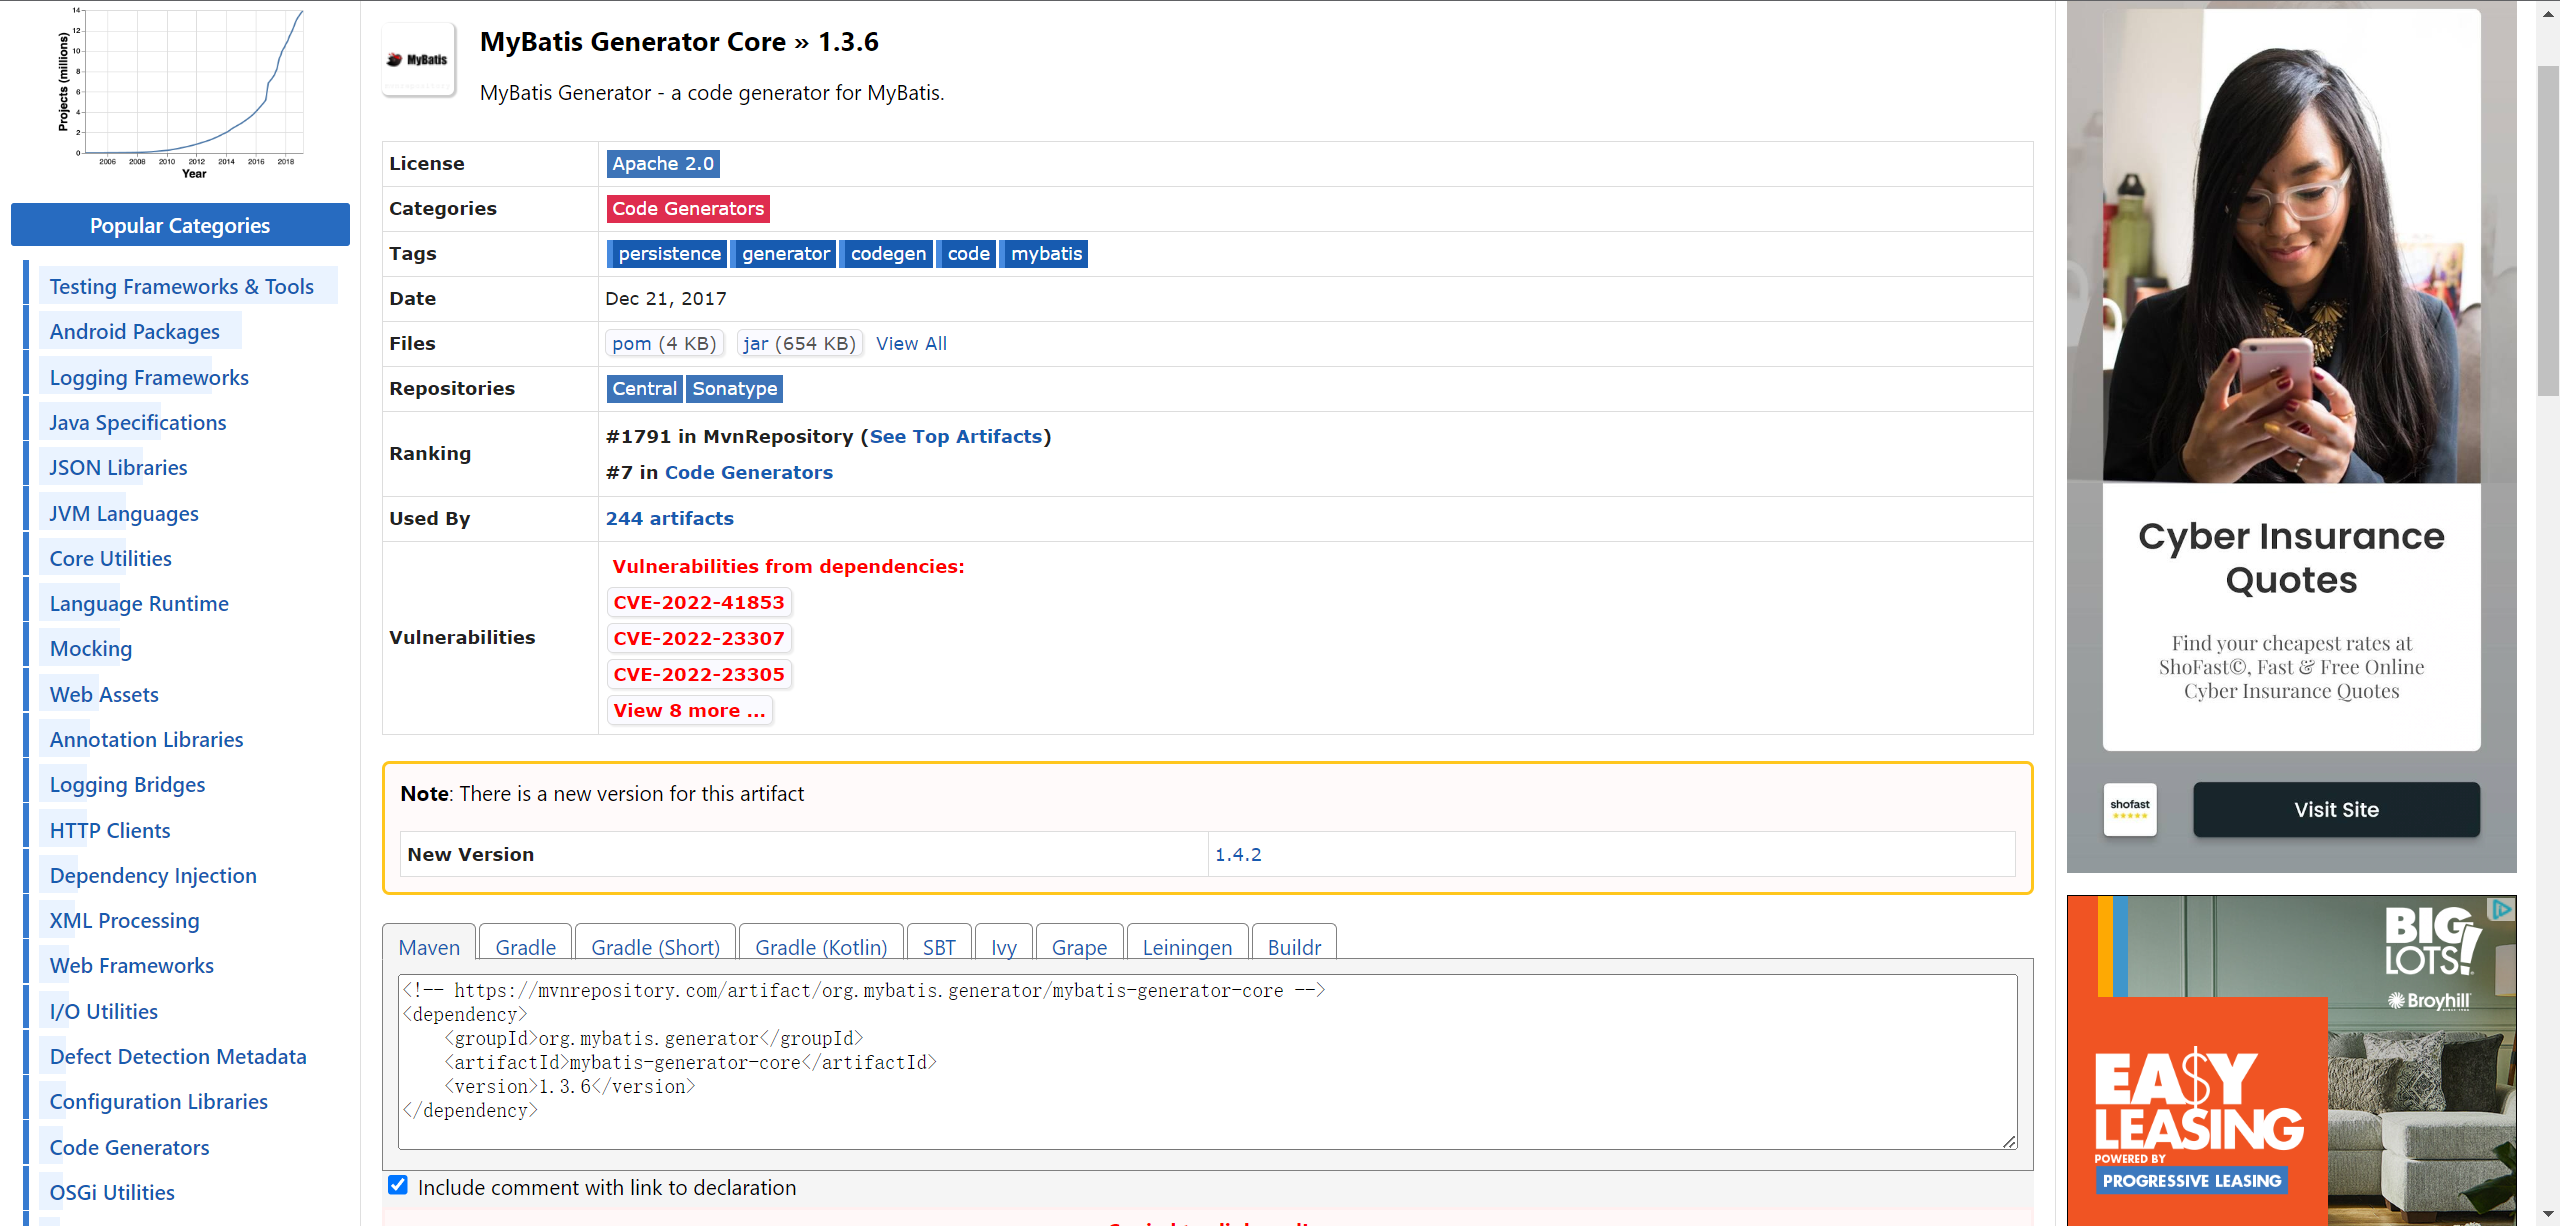 14
12
10
8
6
4
2
0
Projects (millions)
2006 2008 2010 2012 2014 2016 2018
Year
Popular Categories
Testing Frameworks & Tools
Android Packages
Logging Frameworks
Java Specifications
JSON Libraries
JVM Languages
Core Utilities
Language Runtime
Mocking
Web Assets
Annotation Libraries
Logging Bridges
HTTP Clients
Dependency Injection
XML Processing
Web Frameworks
I/O Utilities
Defect Detection Metadata
Configuration Libraries
Code Generators
OSGi Utilities
MyBatis
MyBatis Generator Core » 1.3.6
MyBatis Generator - a code generator for MyBatis.
License Apache 2.0
Categories Code Generators
Tags persistence generator codegen code mybatis
Date Dec 21, 2017
Files pom (4 KB) jar (654 KB) View All
Repositories Central Sonatype
Ranking #1791 in MvnRepository (See Top Artifacts)
#7 in Code Generators
Used By 244 artifacts
Vulnerabilities Vulnerabilities from dependencies:
CVE-2022-41853
CVE-2022-23307
CVE-2022-23305
View 8 more ...
Note: There is a new version for this artifact
New Version 1.4.2
Maven Gradle Gradle (Short) Gradle (Kotlin) SBT Ivy Grape Leiningen Buildr
<!-- https://mvnrepository.com/artifact/org.mybatis.generator/mybatis-generator-core -->
<dependency>
    <groupId>org.mybatis.generator</groupId>
    <artifactId>mybatis-generator-core</artifactId>
    <version>1.3.6</version>
</dependency>
Include comment with link to declaration
Cyber Insurance
Quotes
Find your cheapest rates at
ShoFast©, Fast & Free Online
Cyber Insurance Quotes
shofast
Visit Site
BIG
LOTS!
Broyhill
EA$Y
LEASING
POWERED BY
PROGRESSIVE LEASING